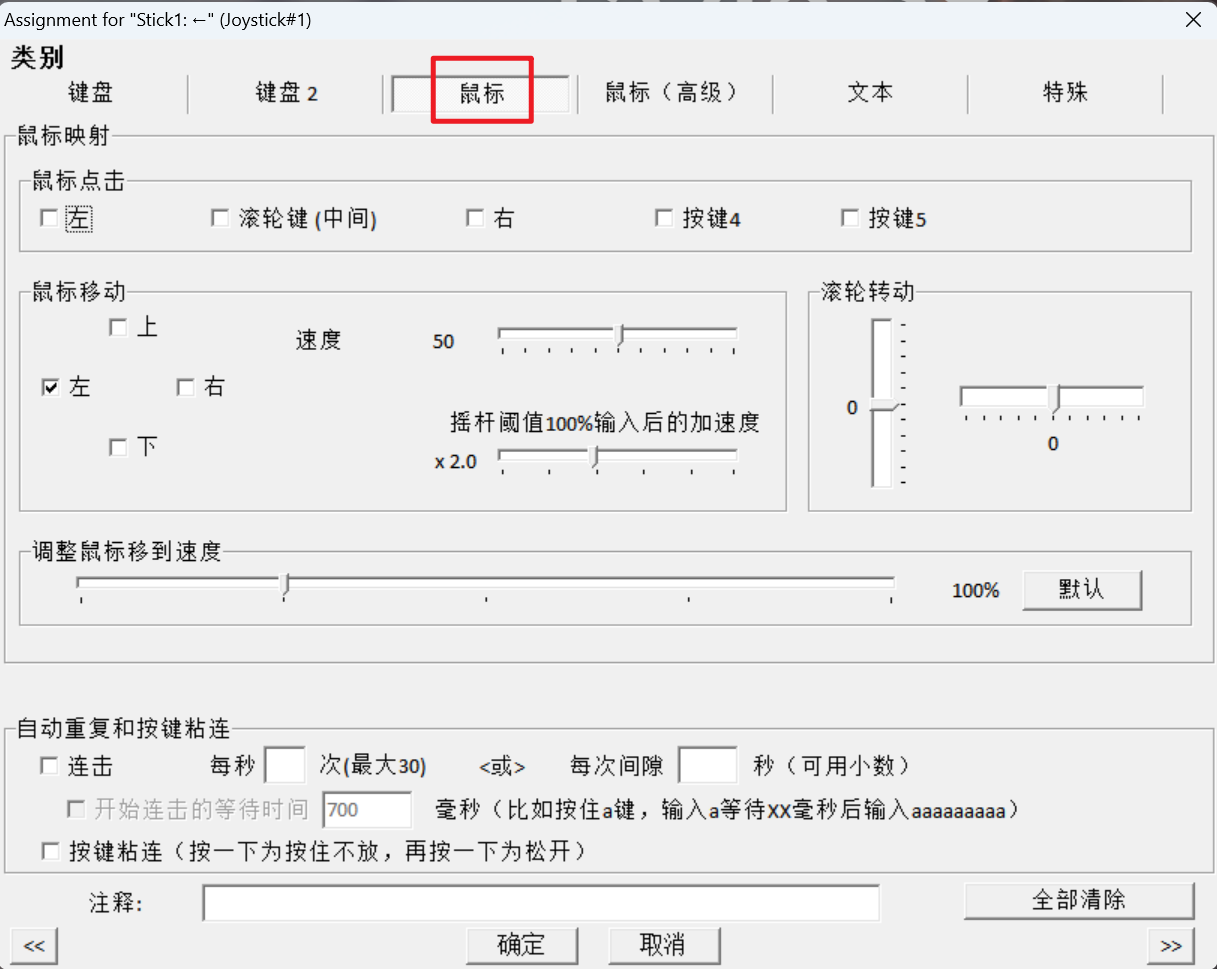 Assignment for "Stick1: ←" (Joystick#1)
类别
键盘 键盘 2 鼠标 鼠标（高级） 文本 特殊
鼠标映射
鼠标点击
左 滚轮键 (中间) 右 按键4 按键5
鼠标移动
上
速度 50
左 右
下
摇杆阈值100%输入后的加速度
x 2.0
滚轮转动
0
0
调整鼠标移到速度
100% 默认
自动重复和按键粘连
连击 每秒 次(最大30) <或> 每次间隙 秒（可用小数）
开始连击的等待时间 700 毫秒（比如按住a键，输入a等待XX毫秒后输入aaaaaaaaa）
按键粘连（按一下为按住不放，再按一下为松开）
注释: 全部清除
<< 确定 取消 >>